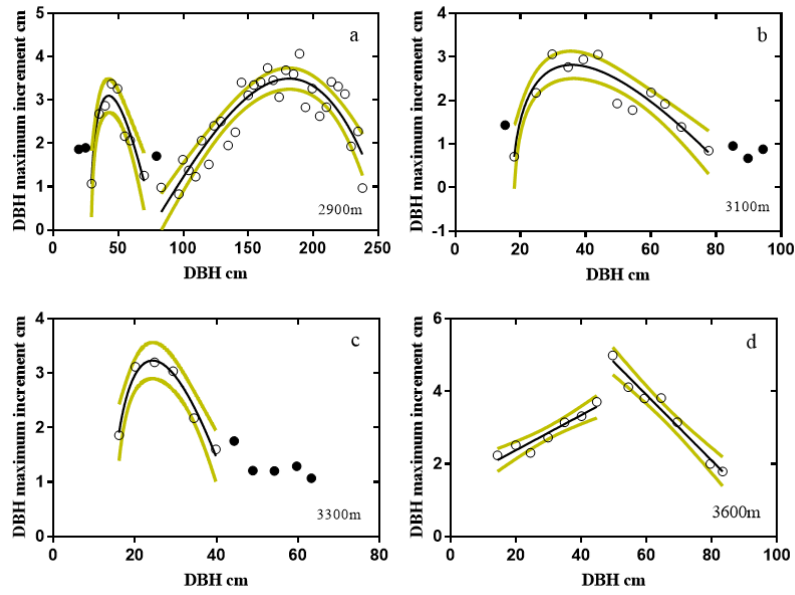 a
DBH maximum increment cm
5
4
3
2
1
0
2900m
0 50 100 150 200 250
DBH cm
b
DBH maximum increment cm
4
3
2
1
0
-1
3100m
0 20 40 60 80 100
DBH cm
c
DBH maximum increment cm
4
3
2
1
0
3300m
0 20 40 60 80
DBH cm
d
DBH maximum increment cm
6
4
2
0
3600m
0 20 40 60 80 100
DBH cm